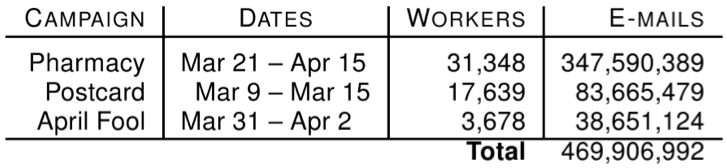 CAMPAIGN DATES WORKERS E-MAILS
Pharmacy Mar 21 – Apr 15 31,348 347,590,389
Postcard Mar 9 – Mar 15 17,639 83,665,479
April Fool Mar 31 – Apr 2 3,678 38,651,124
Total 469,906,992